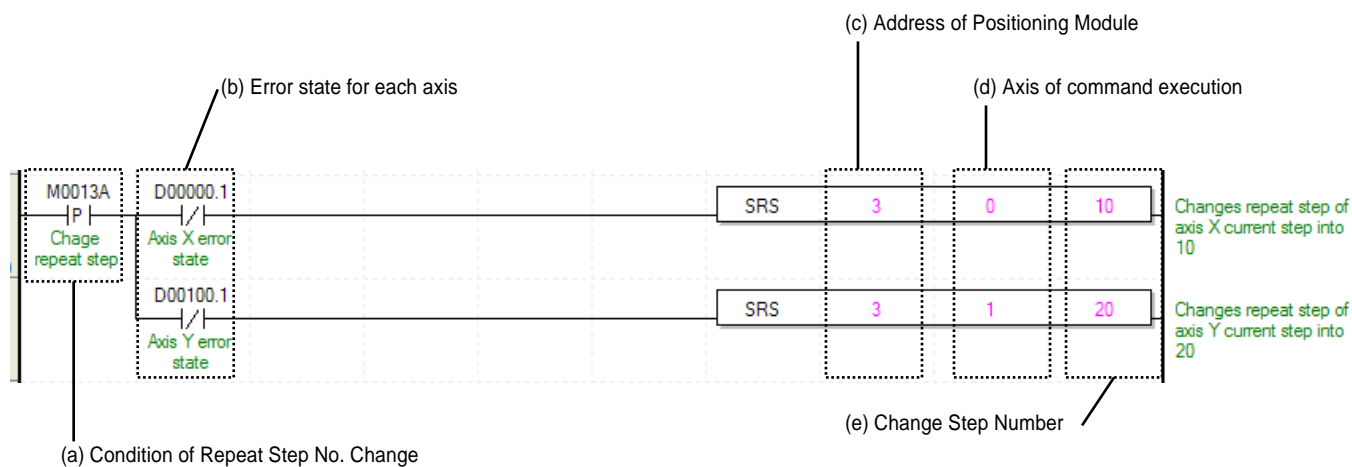 (c) Address of Positioning Module
(b) Error state for each axis
(d) Axis of command execution
M0013A
D00000.1
P
SRS 3 0 10
Chage
repeat step
Axis X error
state
Changes repeat step of
axis X current step into
10
D00100.1
SRS 3 1 20
Axis Y error
state
Changes repeat step of
axis Y current step into
20
(e) Change Step Number
(a) Condition of Repeat Step No. Change